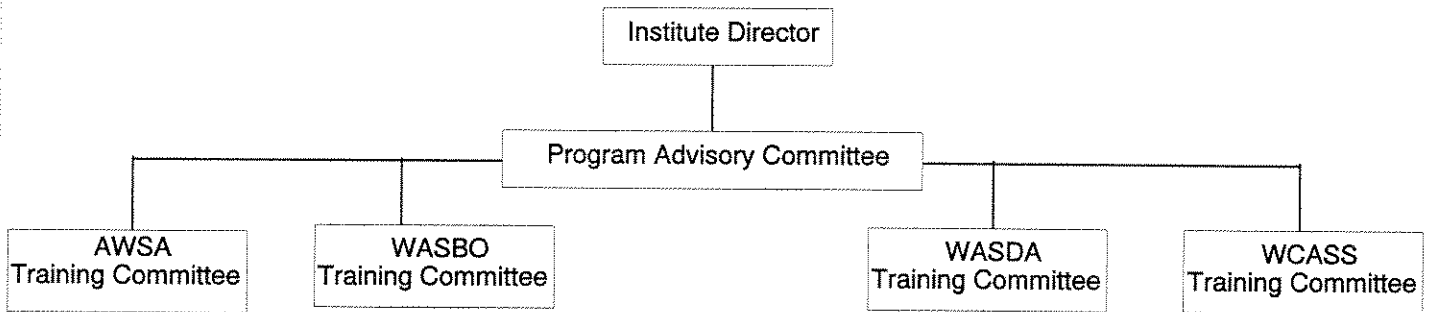 Institute Director
Program Advisory Committee
AWSA
Training Committee
WASBO
Training Committee
WASDA
Training Committee
WCASS
Training Committee